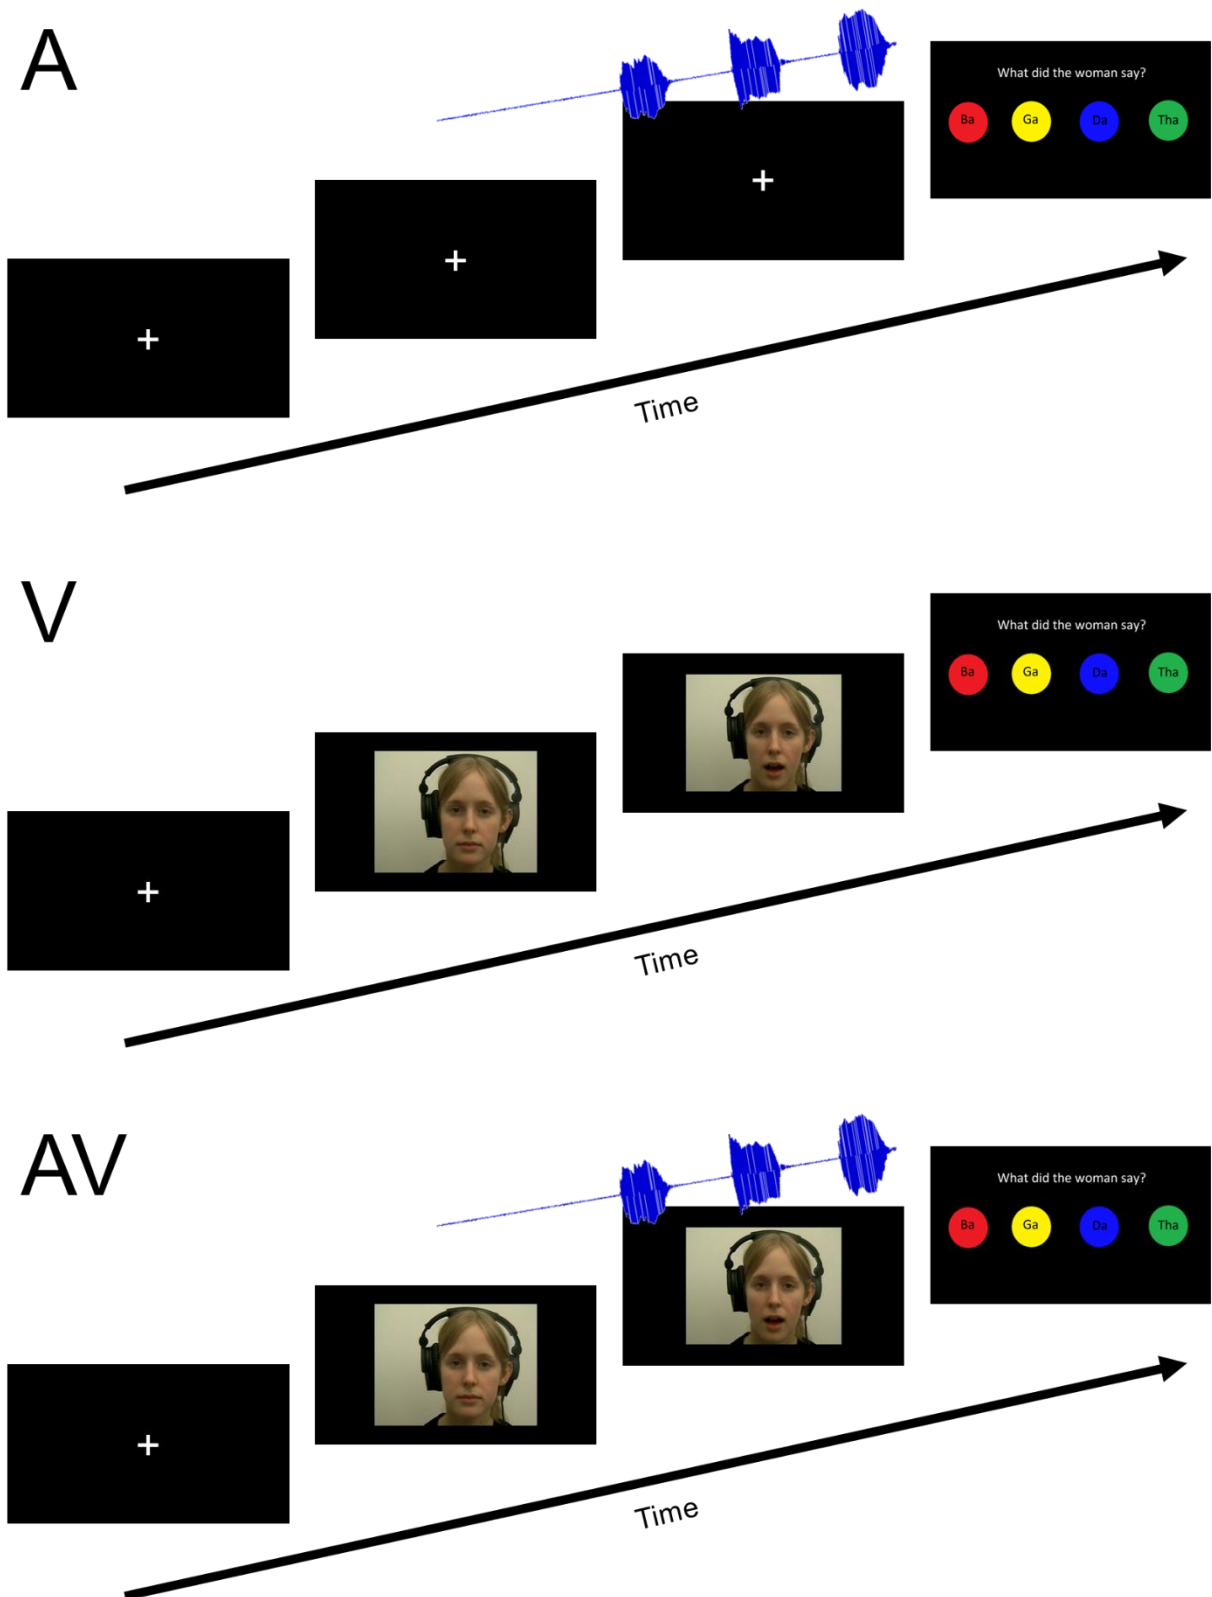 A
What did the woman say?
Ba Ga Da Tha
Time
V
What did the woman say?
Ba Ga Da Tha
Time
AV
What did the woman say?
Ba Ga Da Tha
Time